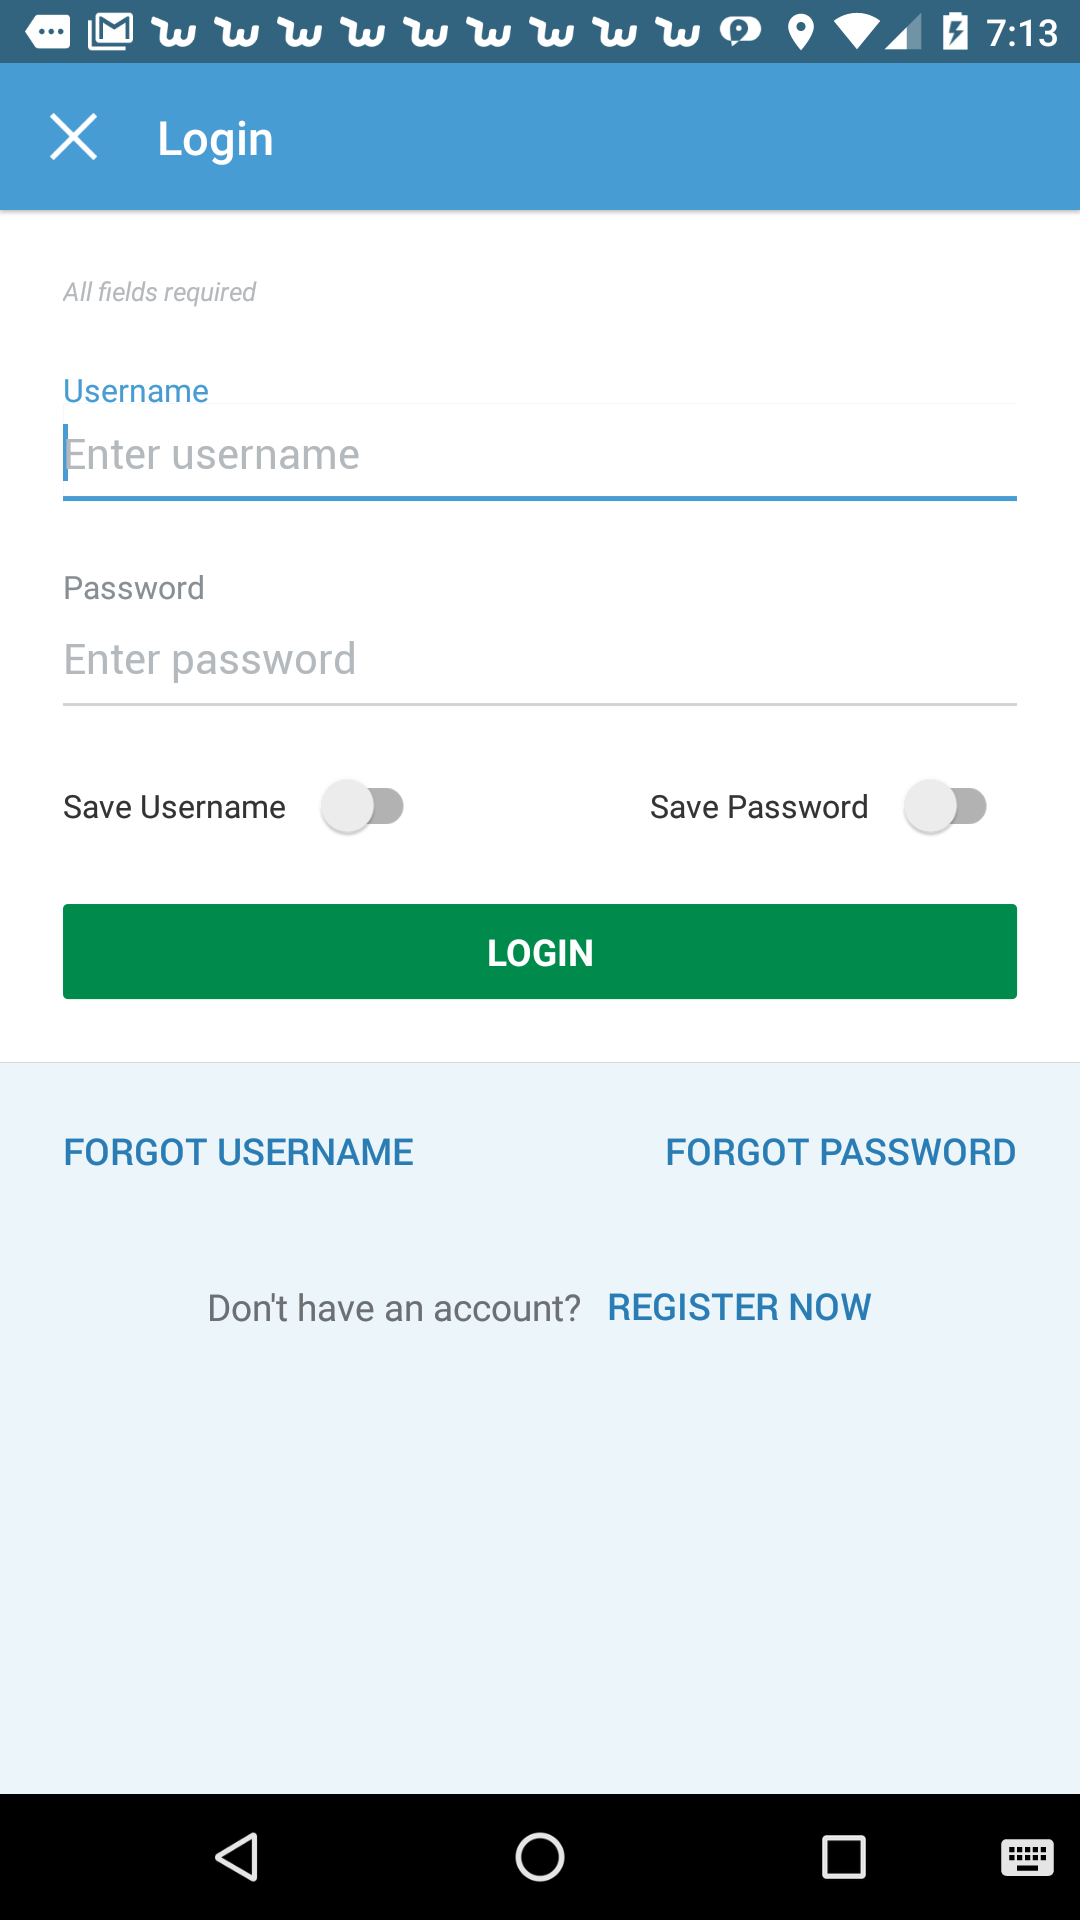 7:13
Login
All fields required
Username
Enter username
Password
Enter password
Save Username Save Password
LOGIN
FORGOT USERNAME FORGOT PASSWORD
Don't have an account? REGISTER NOW